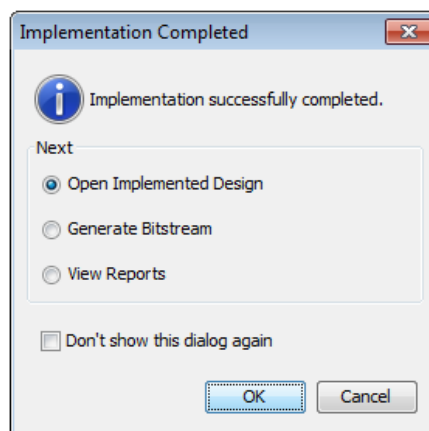 Implementation Completed
Implementation successfully completed.
Next
Open Implemented Design
Generate Bitstream
View Reports
Don't show this dialog again
OK Cancel